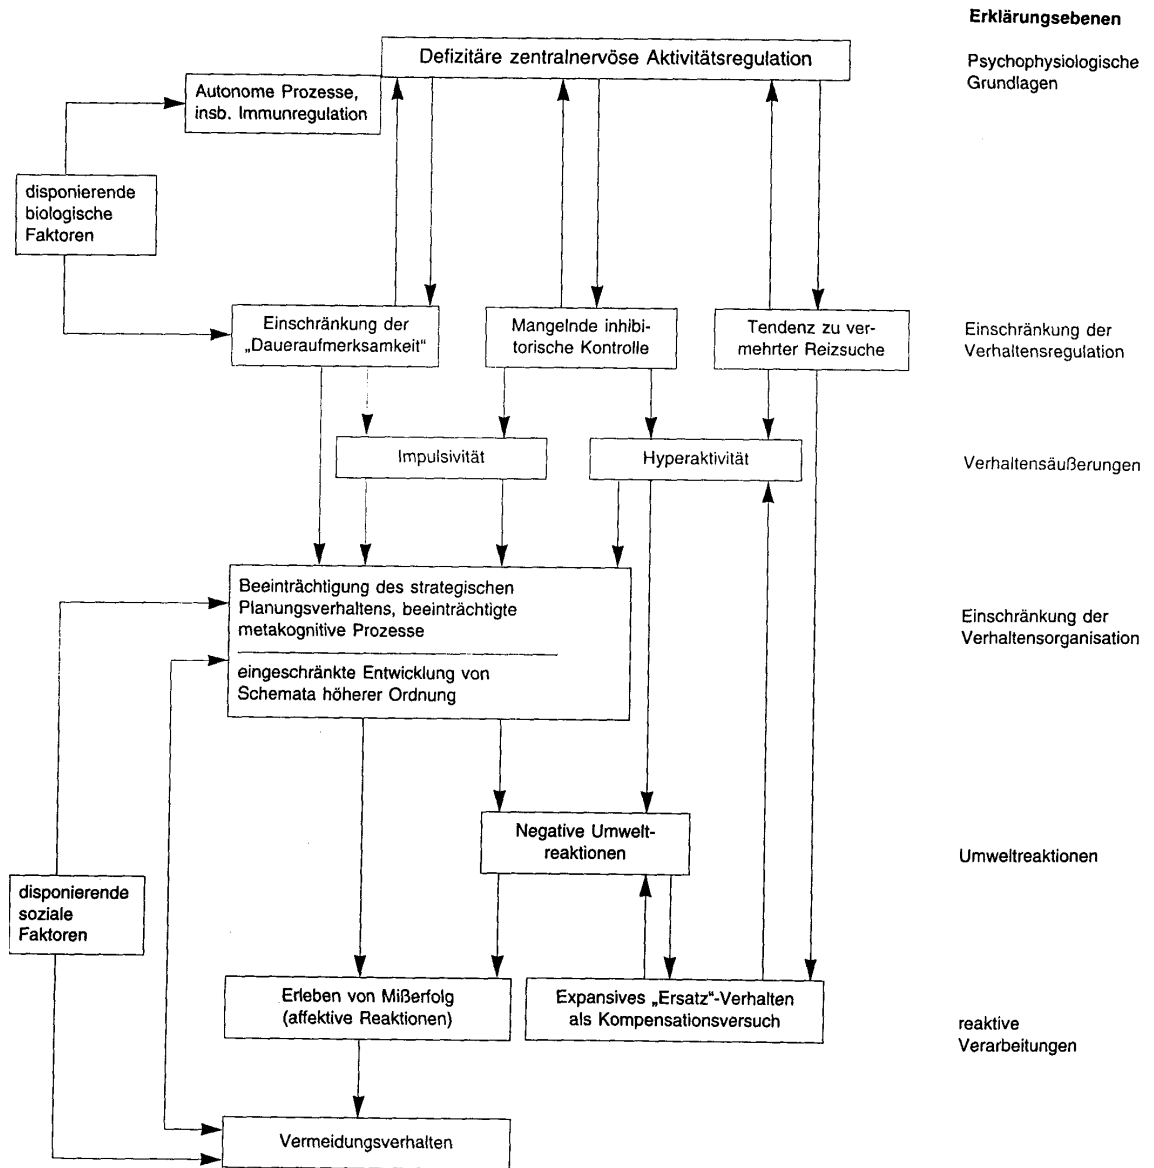 Erklärungsebenen
Defizitäre zentralnervöse Aktivitätsregulation
Psychophysiologische
Grundlagen
Autonome Prozesse,
insb. Immunregulation
disponierende
biologische
Faktoren
Einschränkung der
„Daueraufmerksamkeit“
Mangelnde inhibi-
torische Kontrolle
Tendenz zu ver-
mehrter Reizsuche
Einschränkung der
Verhaltensregulation
Impulsivität
Hyperaktivität
Verhaltensäußerungen
Beeinträchtigung des strategischen
Planungsverhaltens, beeinträchtigte
metakognitive Prozesse
eingeschränkte Entwicklung von
Schemata höherer Ordnung
Einschränkung der
Verhaltensorganisation
Negative Umwelt-
reaktionen
Umweltreaktionen
disponierende
soziale
Faktoren
Erleben von Mißerfolg
(affektive Reaktionen)
Expansives „Ersatz“-Verhalten
als Kompensationsversuch
reaktive
Verarbeitungen
Vermeidungsverhalten